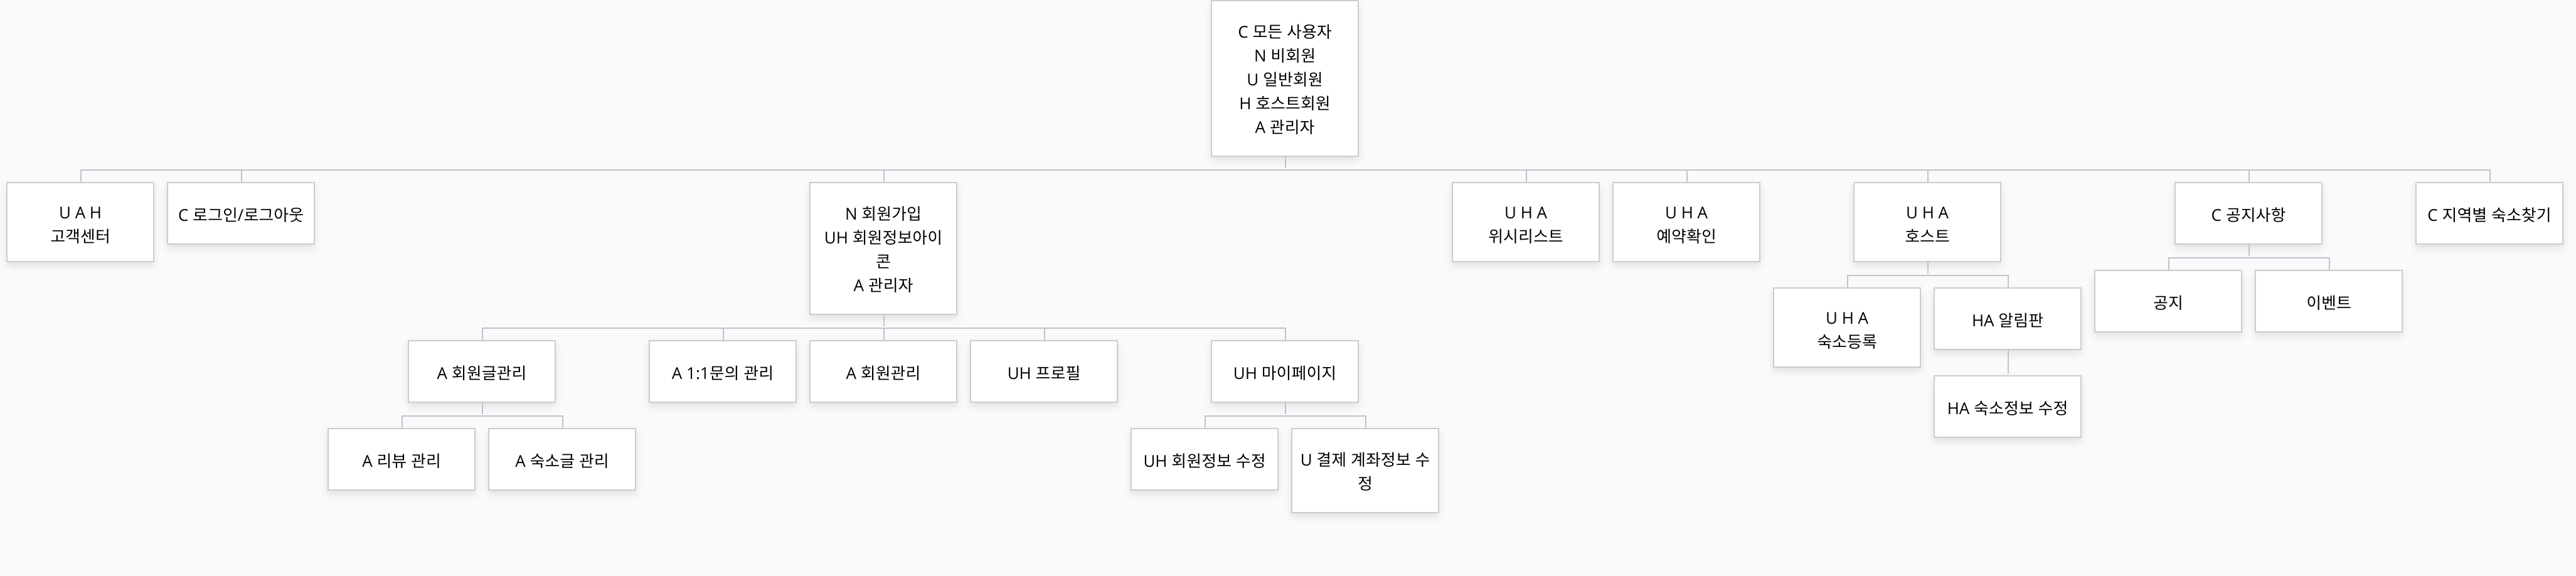 C 모든 사용자
N 비회원
U 일반회원
H 호스트회원
A 관리자
U A H
고객센터
C 로그인/로그아웃
N 회원가입
UH 회원정보아이
콘
A 관리자
U H A
위시리스트
U H A
예약확인
U H A
호스트
C 공지사항
C 지역별 숙소찾기
U H A
숙소등록
HA 알림판
공지
이벤트
A 회원글관리
A 1:1문의 관리
A 회원관리
UH 프로필
UH 마이페이지
HA 숙소정보 수정
A 리뷰 관리
A 숙소글 관리
UH 회원정보 수정
U 결제 계좌정보 수
정